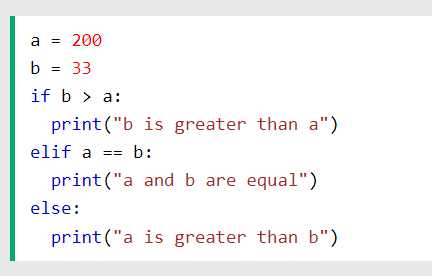 a = 200
b = 33
if b > a:
  print("b is greater than a")
elif a == b:
  print("a and b are equal")
else:
  print("a is greater than b")